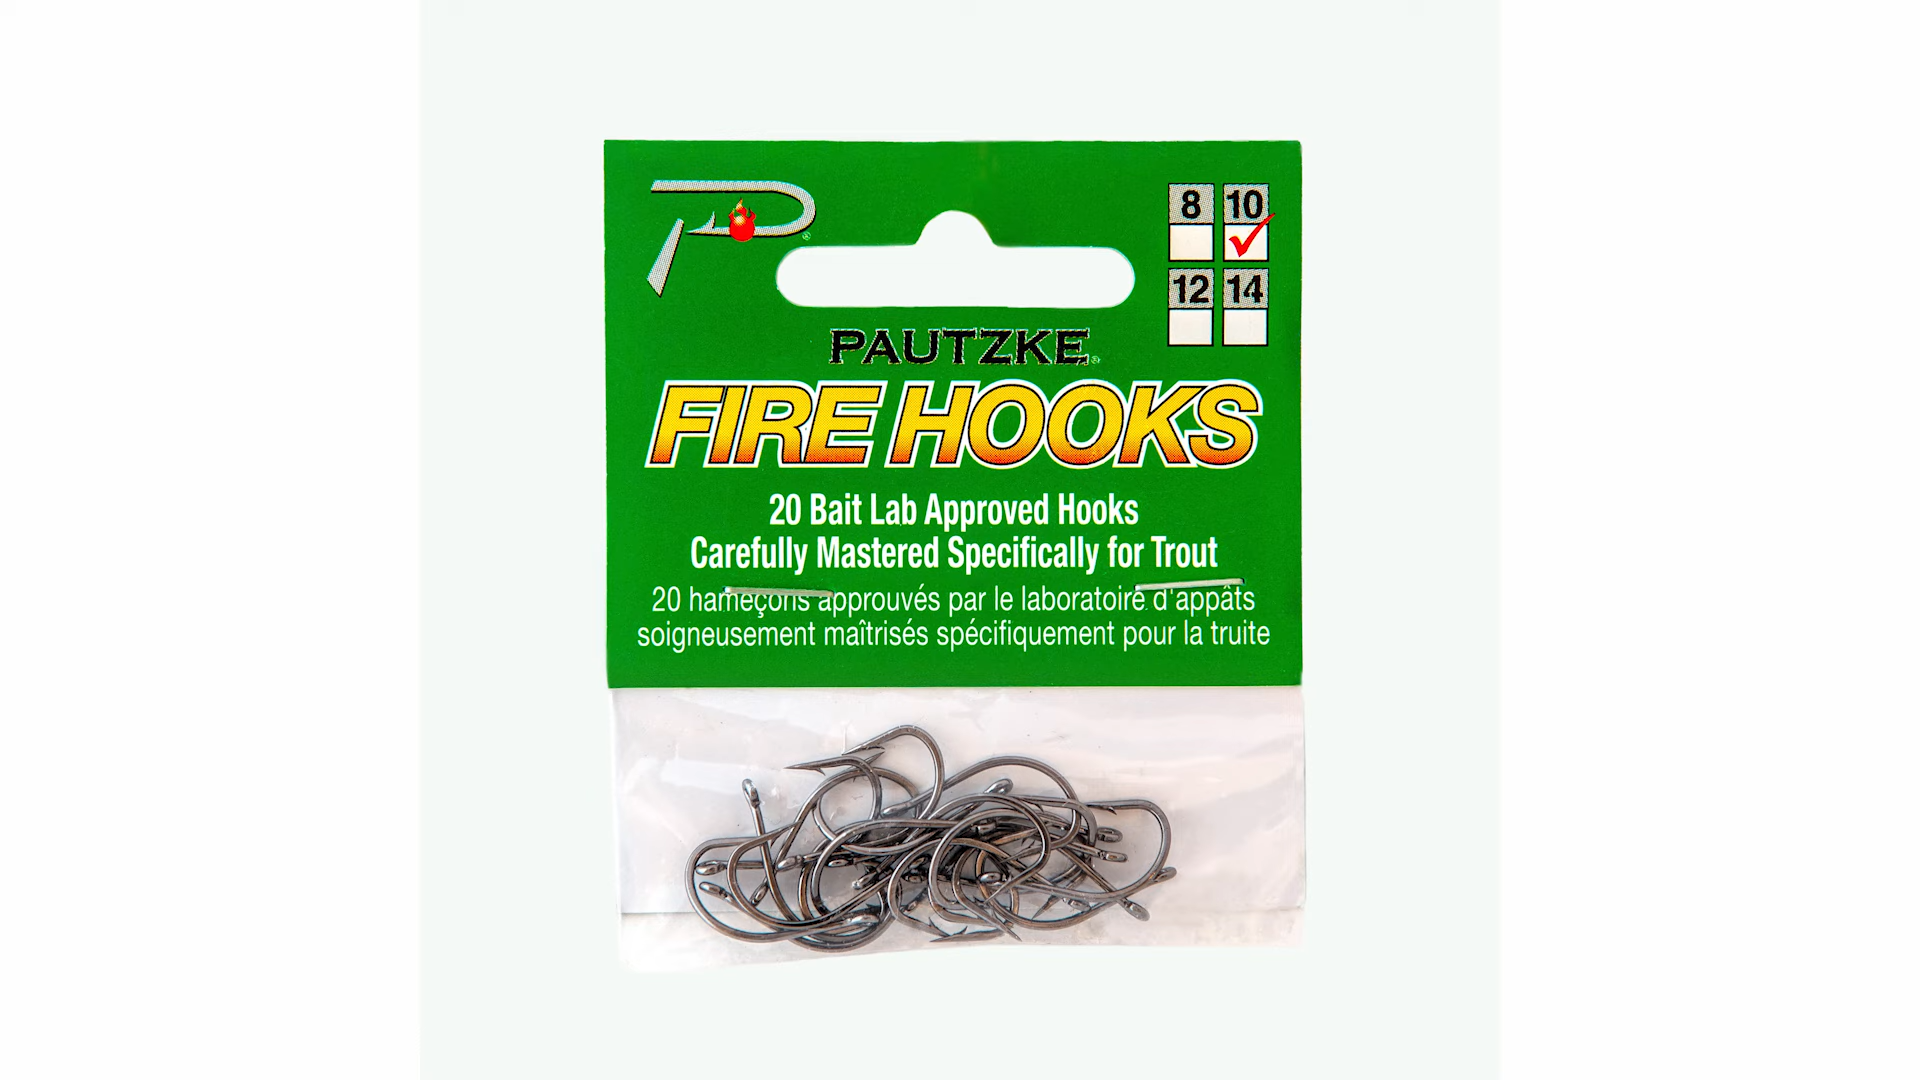 8 10
12 14
PAUTZKE®
FIRE HOOKS
20 Bait Lab Approved Hooks
Carefully Mastered Specifically for Trout
20 hameçons approuvés par le laboratoire d'appâts
soigneusement maîtrisés spécifiquement pour la truite